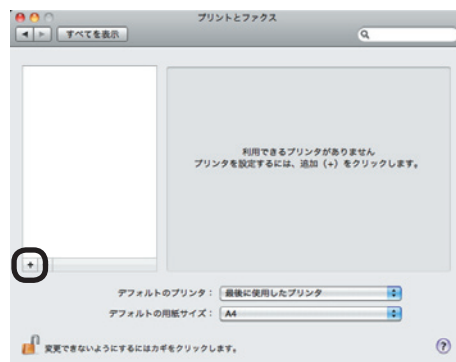 プリントとファクス
すべてを表示
利用できるプリンタがありません
プリンタを設定するには、追加（+）をクリックします。
+
デフォルトのプリンタ： 最後に使用したプリンタ
デフォルトの用紙サイズ： A4
変更できないようにするにはカギをクリックします。
?